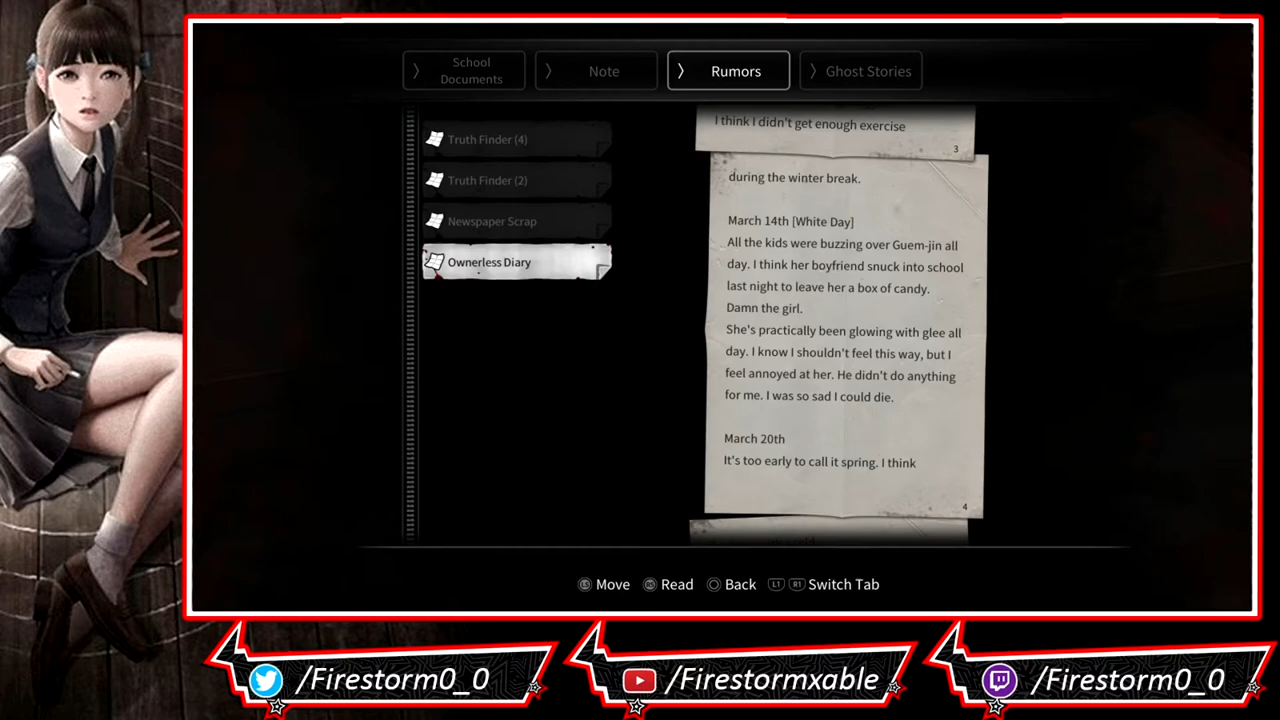 School
Documents
Note
Rumors
Ghost Stories
Truth Finder (4)
Truth Finder (2)
Newspaper Scrap
Ownerless Diary
I think I didn't get enough exercise
3
during the winter break.
March 14th [White Day]
All the kids were buzzing over Guem-jin all
day. I think her boyfriend snuck into school
last night to leave her a box of candy.
Damn the girl.
She's practically been glowing with glee all
day. I know I shouldn't feel this way, but I
feel annoyed at her. He didn't do anything
for me. I was so sad I could die.
March 20th
It's too early to call it spring. I think
4
Move
Read
Back
L1
R1
Switch Tab
/Firestorm0_0
/Firestormxable
/Firestorm0_0